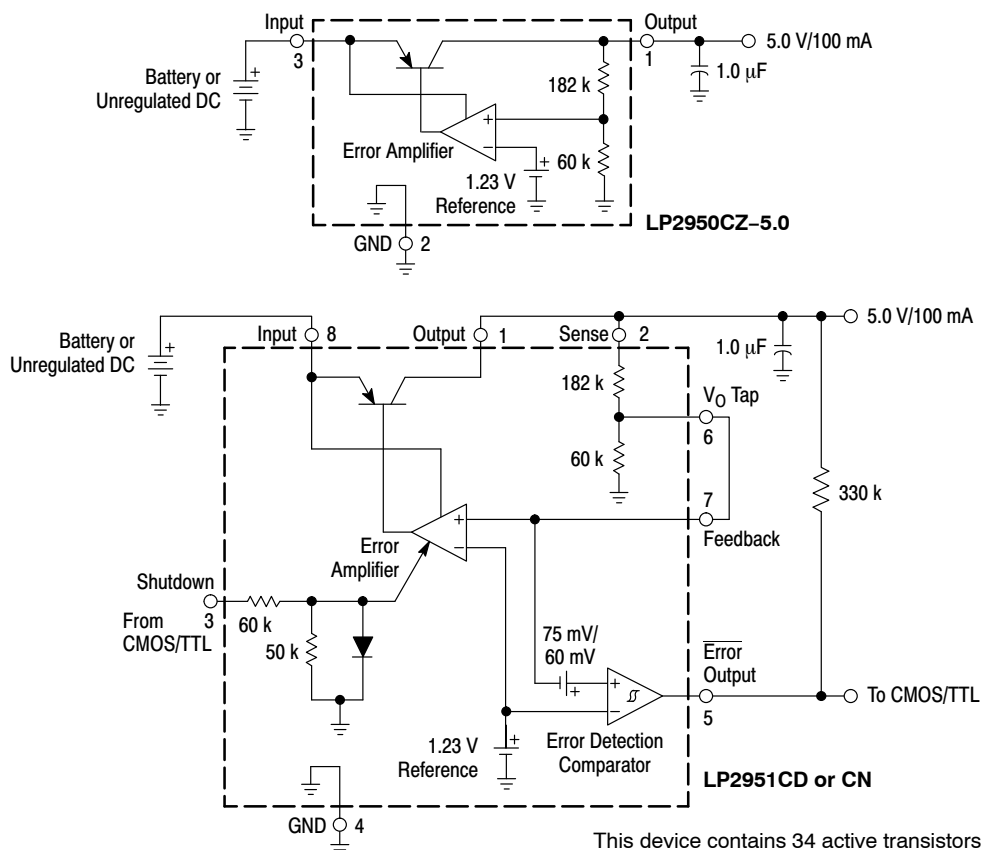 Input
3
Output
1
5.0 V/100 mA
1.0 μF
Battery or
Unregulated DC
182 k
Error Amplifier
60 k
1.23 V
Reference
LP2950CZ–5.0
GND
2
5.0 V/100 mA
Battery or
Unregulated DC
Input
8
Output
1
Sense
2
1.0 μF
182 k
VO Tap
6
60 k
330 k
7
Feedback
Error
Amplifier
Shutdown
3
From
CMOS/TTL
60 k
50 k
75 mV/
60 mV
Error
Output
5
To CMOS/TTL
1.23 V
Reference
Error Detection
Comparator
LP2951CD or CN
GND
4
This device contains 34 active transistors